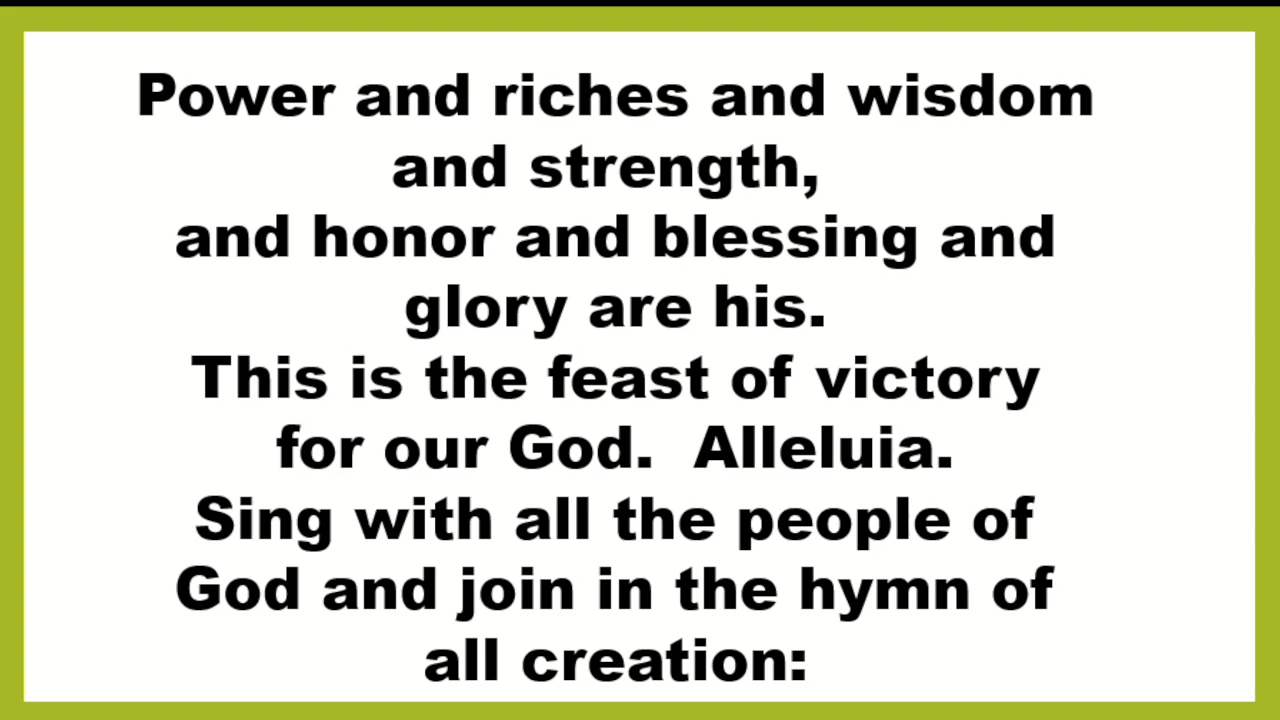 Power and riches and wisdom
and strength,
and honor and blessing and
glory are his.
This is the feast of victory
for our God.  Alleluia.
Sing with all the people of
God and join in the hymn of
all creation: